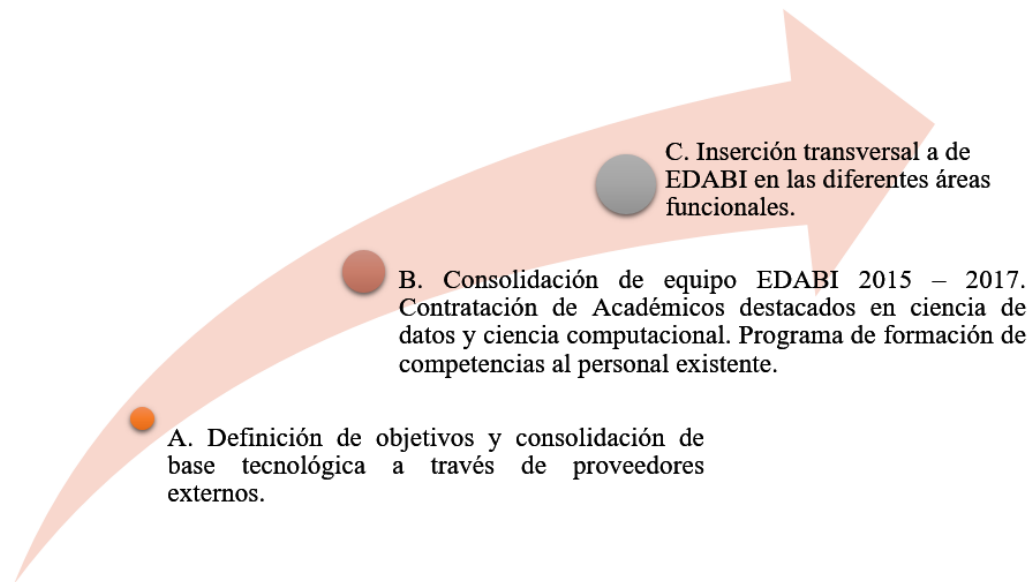 C. Inserción transversal a de
EDABI en las diferentes áreas
funcionales.
B. Consolidación de equipo EDABI 2015 – 2017.
Contratación de Académicos destacados en ciencia de
datos y ciencia computacional. Programa de formación de
competencias al personal existente.
A. Definición de objetivos y consolidación de
base tecnológica a través de proveedores
externos.